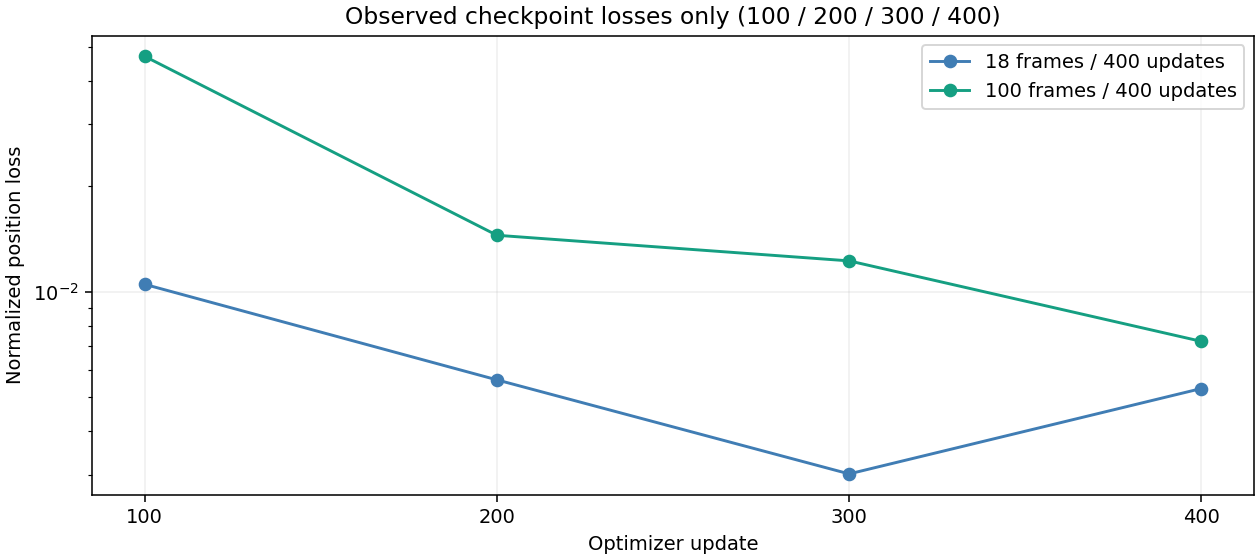 Observed checkpoint losses only (100 / 200 / 300 / 400)
18 frames / 400 updates
100 frames / 400 updates
Normalized position loss
10⁻²
100
200
300
400
Optimizer update